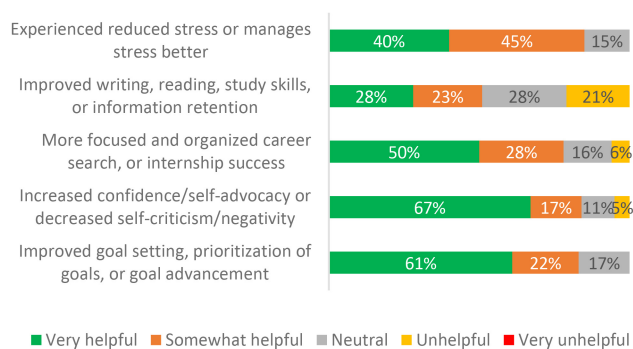 Experienced reduced stress or manages
stress better
40% 45% 15%
Improved writing, reading, study skills,
or information retention
28% 23% 28% 21%
More focused and organized career
search, or internship success
50% 28% 16% 6%
Increased confidence/self-advocacy or
decreased self-criticism/negativity
67% 17% 11% 5%
Improved goal setting, prioritization of
goals, or goal advancement
61% 22% 17%
Very helpful Somewhat helpful Neutral Unhelpful Very unhelpful